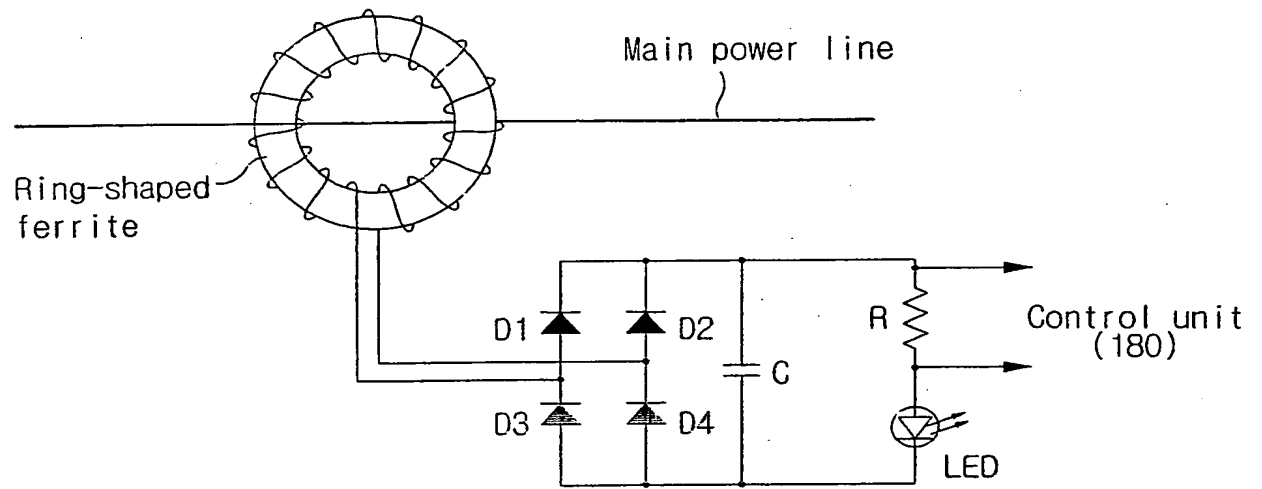 Main power line
Ring-shaped
ferrite
D1
D2
R
Control unit
(180)
C
D3
D4
LED